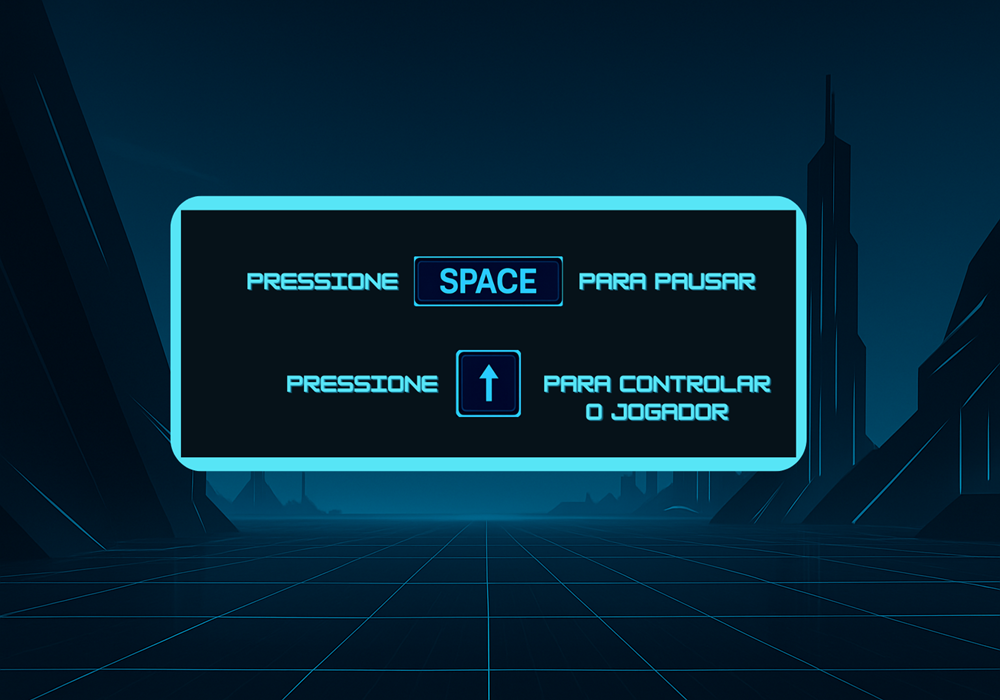 PRESSIONE SPACE PARA PAUSAR
PRESSIONE ↑ PARA CONTROLAR
O JOGADOR